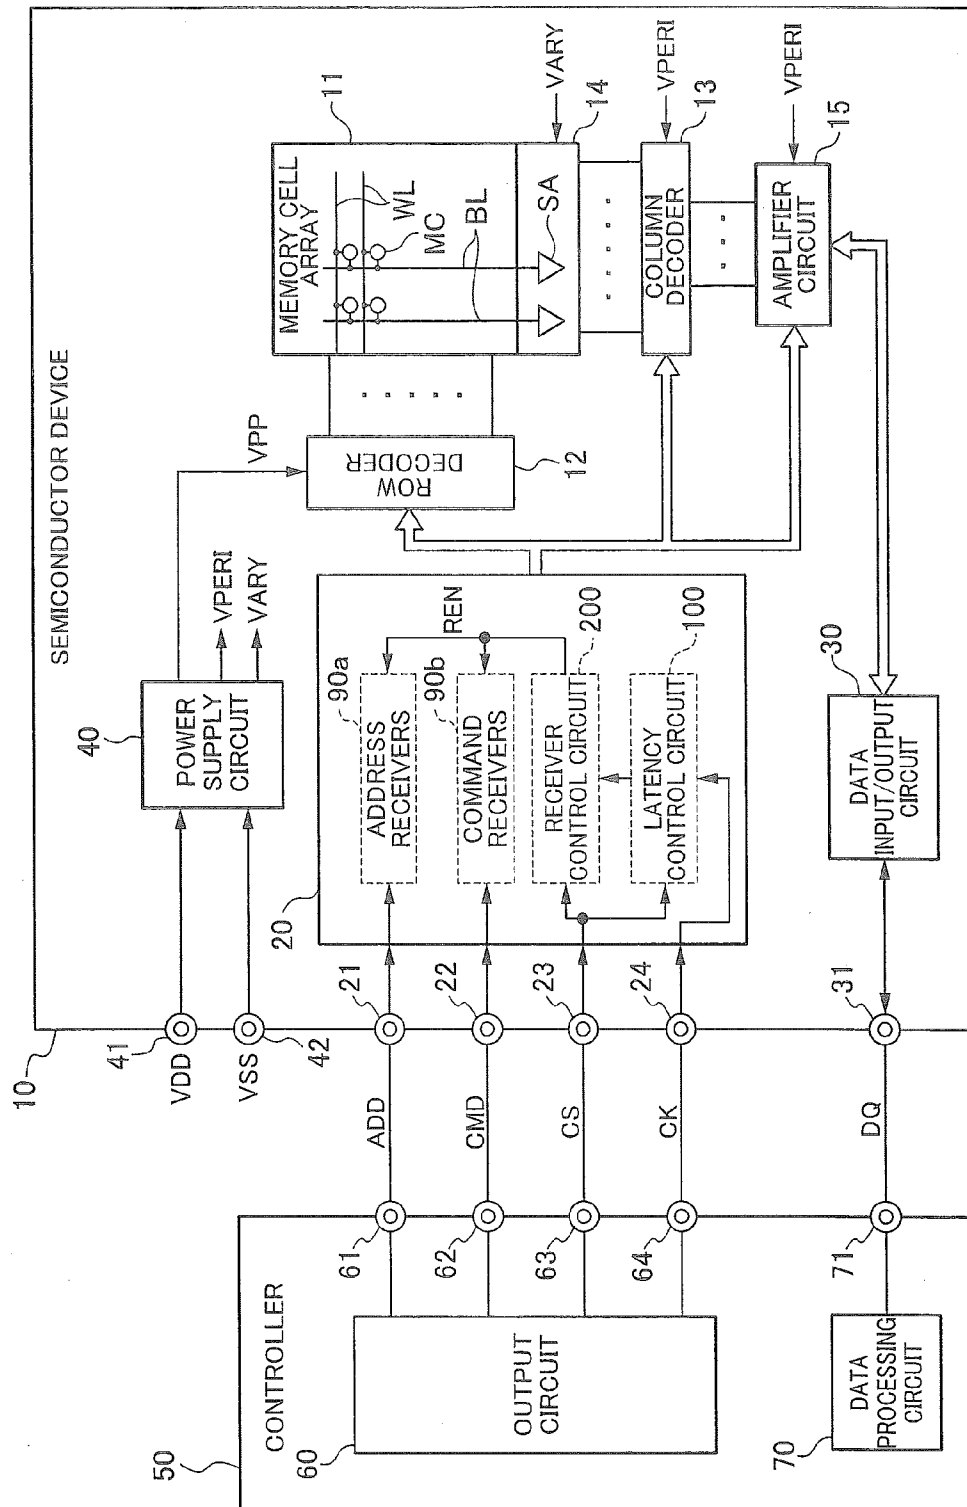 SEMICONDUCTOR DEVICE
10
41
VDD
VSS
42
40
POWER
SUPPLY
CIRCUIT
VPERI
VARY
VPP
ROW
DECODER
12
MEMORY CELL
ARRAY
11
WL
MC
BL
SA
VARY
14
VPERI
13
COLUMN
DECODER
VPERI
15
AMPLIFIER
CIRCUIT
20
90a
ADDRESS
RECEIVERS
90b
COMMAND
RECEIVERS
REN
RECEIVER
CONTROL CIRCUIT
200
LATENCY
CONTROL CIRCUIT
100
21
22
23
24
31
30
DATA
INPUT/OUTPUT
CIRCUIT
ADD
CMD
CS
CK
DQ
61
62
63
64
71
50
CONTROLLER
60
OUTPUT
CIRCUIT
70
DATA
PROCESSING
CIRCUIT